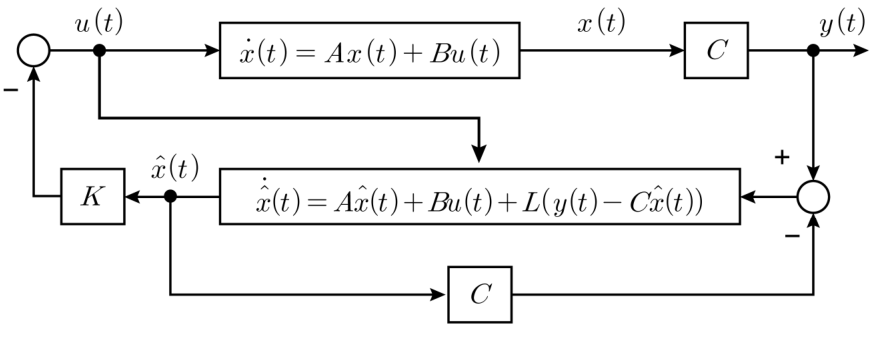 u(t) x(t) y(t)
ẋ(t) = Ax(t) + Bu(t) C
−
+
x̂(t)
K x̂̇(t) = Ax̂(t) + Bu(t) + L(y(t) − Cx̂(t))
−
C